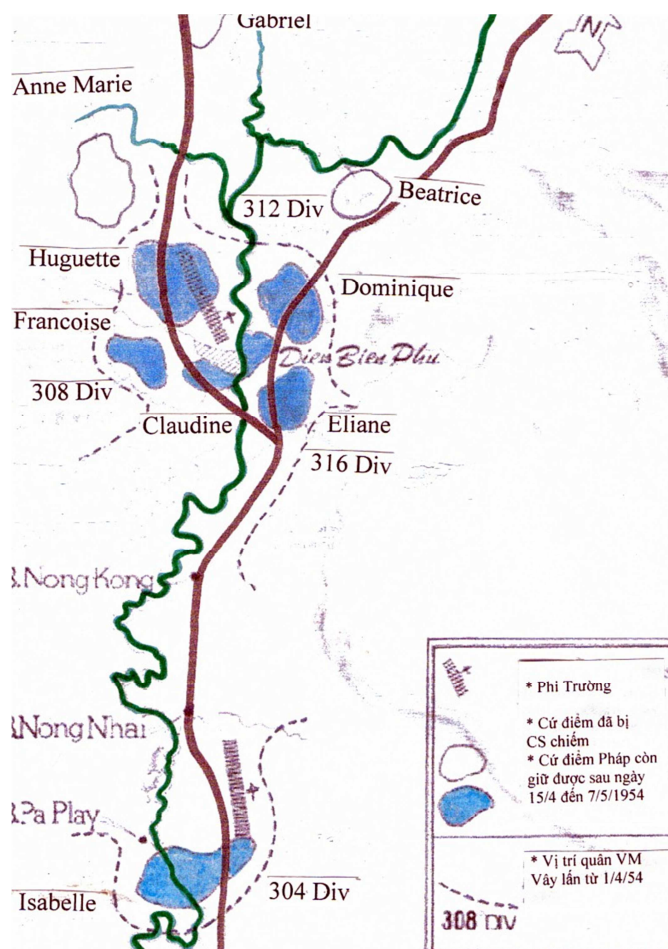 Gabriel
N
Anne Marie
312 Div
Beatrice
Huguette
Dominique
Francoise
Dien Bien Phu
308 Div
Claudine
Eliane
316 Div
B.Nong Kong
B.Nong Nhai
B.Pa Play
Isabelle
304 Div
* Phi Trường
* Cứ điểm đã bị
CS chiếm
* Cứ điểm Pháp còn
giữ được sau ngày
15/4 đến 7/5/1954
* Vị trí quân VM
Vây lấn từ 1/4/54
308 DIV